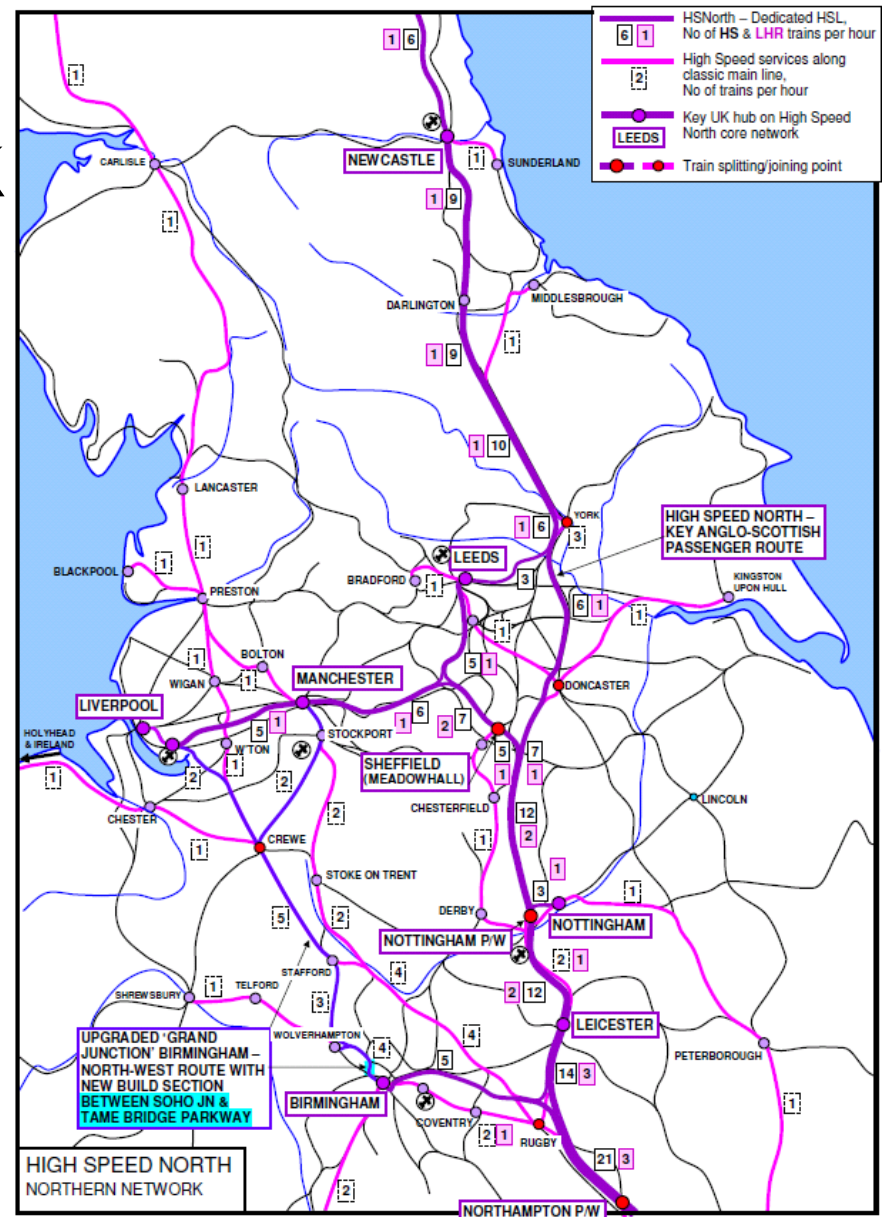 HSNorth – Dedicated HSL,
6 1 No of HS & LHR trains per hour
High Speed services along
classic main line,
2 No of trains per hour
Key UK hub on High Speed
LEEDS North core network
Train splitting/joining point
1 6
1
NEWCASTLE
1
SUNDERLAND
CARLISLE
1
1 9
MIDDLESBROUGH
DARLINGTON
1 9
1
1 10
LANCASTER
YORK
1 6
3
HIGH SPEED NORTH –
KEY ANGLO-SCOTTISH
PASSENGER ROUTE
1
1
LEEDS
BLACKPOOL
BRADFORD
1
3
KINGSTON
UPON HULL
PRESTON
6 1
1
1
BOLTON
1
1
WIGAN
MANCHESTER
5 1
DONCASTER
LIVERPOOL
6
1
7
2
HOLYHEAD
& IRELAND
1
5
STOCKPORT
W'TON
5 7
1
1
1
SHEFFIELD
(MEADOWHALL)
2
2
2
CHESTERFIELD
LINCOLN
CHESTER
12
2
CREWE
1
1
1
STOKE ON TRENT
3
1
DERBY
5
2
NOTTINGHAM
NOTTINGHAM P/W
STAFFORD
4
2 1
SHREWSBURY
1
TELFORD
3
2 12
LEICESTER
UPGRADED ‘GRAND
JUNCTION’ BIRMINGHAM –
NORTH-WEST ROUTE WITH
NEW BUILD SECTION
BETWEEN SOHO JN &
TAME BRIDGE PARKWAY
WOLVERHAMPTON
4
4
5
PETERBOROUGH
14 3
BIRMINGHAM
1
COVENTRY
2 1
RUGBY
HIGH SPEED NORTH
NORTHERN NETWORK
21 3
2
NORTHAMPTON P/W